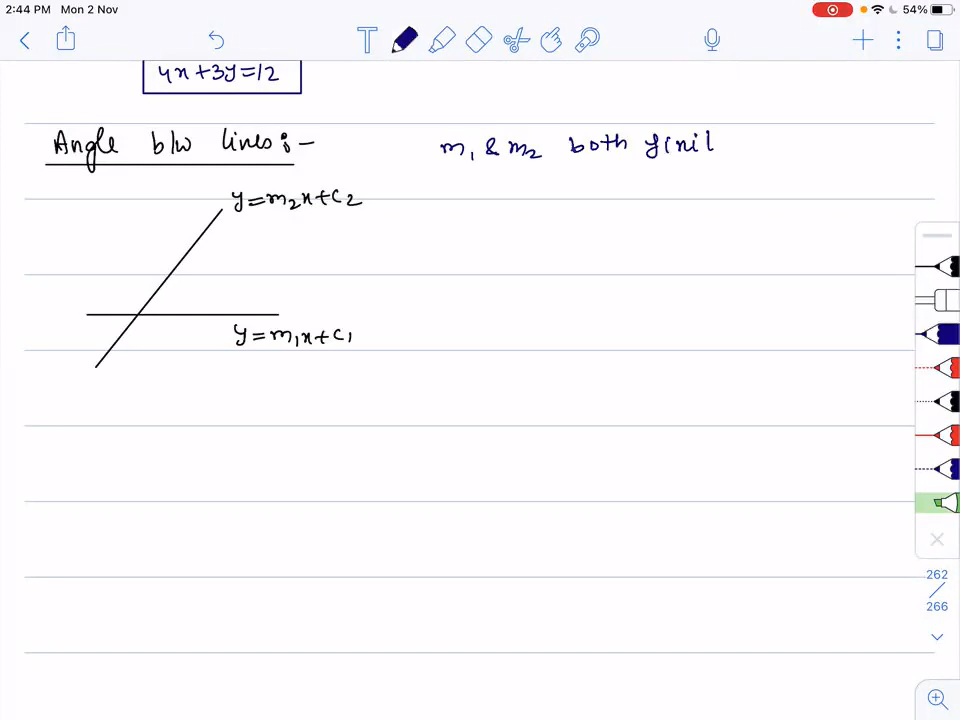 2:44 PM Mon 2 Nov 54%
4x+3y=12
Angle b/w lines:- m₁ & m₂ both finit
y=m₂x+c₂
y=m₁x+c₁
262
/
266